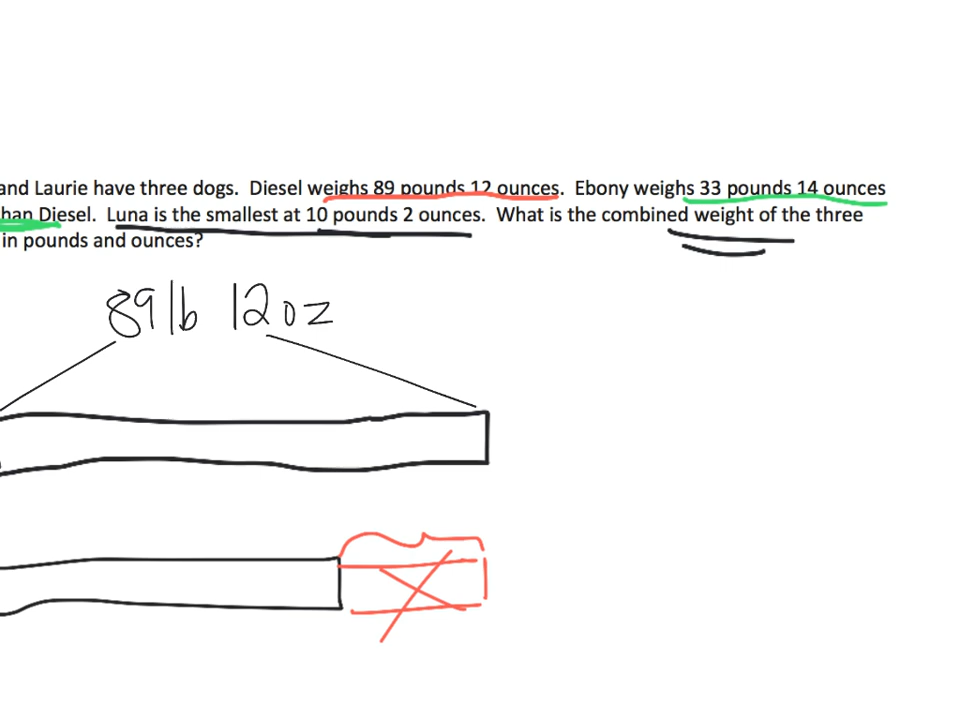 and Laurie have three dogs. Diesel weighs 89 pounds 12 ounces. Ebony weighs 33 pounds 14 ounces
han Diesel. Luna is the smallest at 10 pounds 2 ounces. What is the combined weight of the three
in pounds and ounces?
89 lb 12 oz